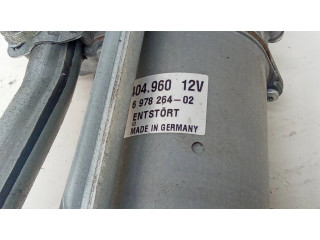 404.960 12V
6 978 264-02
ENTSTÖRT
MADE IN GERMANY